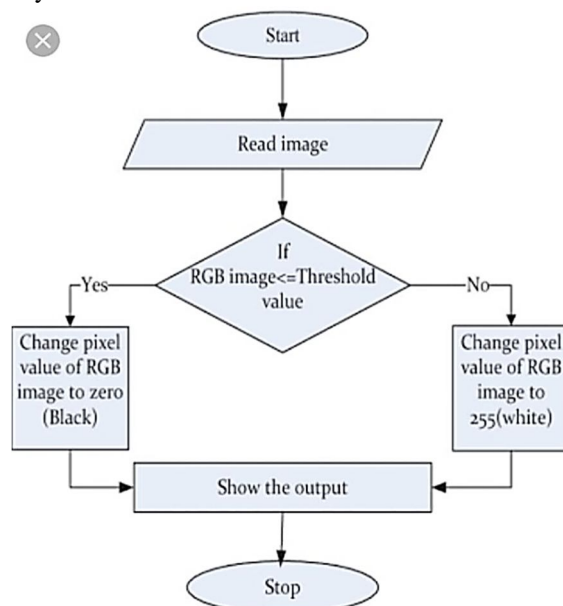 Start
Read image
If
RGB image<=Threshold
value
Yes
No
Change pixel
value of RGB
image to zero
(Black)
Change pixel
value of RGB
image to
255(white)
Show the output
Stop